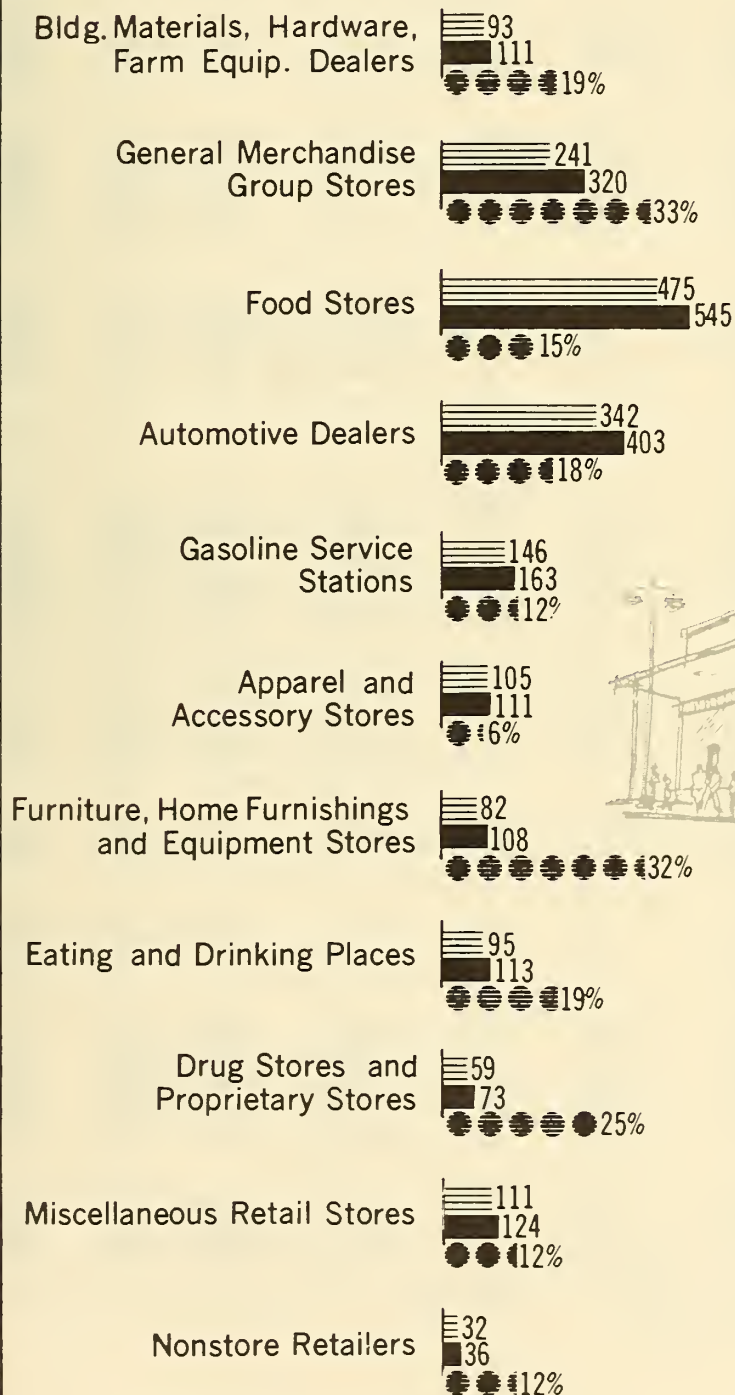 Bldg. Materials, Hardware,
Farm Equip. Dealers
93
111
19%
General Merchandise
Group Stores
241
320
33%
Food Stores
475
545
15%
Automotive Dealers
342
403
18%
Gasoline Service
Stations
146
163
12%
Apparel and
Accessory Stores
105
111
6%
Furniture, Home Furnishings
and Equipment Stores
82
108
32%
Eating and Drinking Places
95
113
19%
Drug Stores and
Proprietary Stores
59
73
25%
Miscellaneous Retail Stores
111
124
12%
Nonstore Retailers
32
36
12%